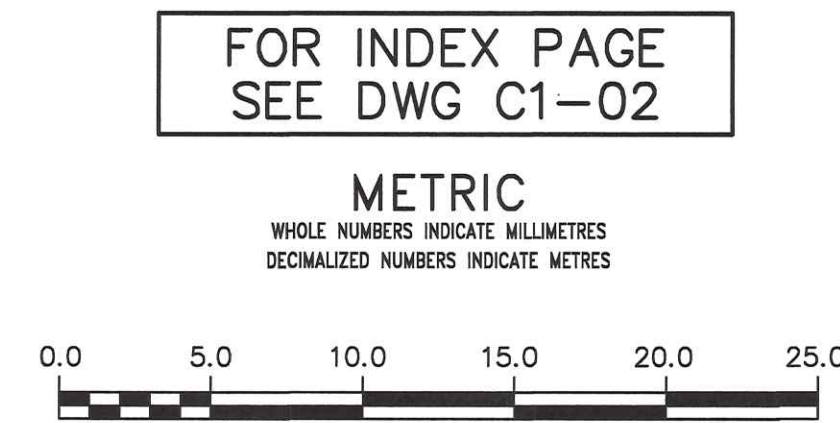 FOR INDEX PAGE
SEE DWG C1-02
METRIC
WHOLE NUMBERS INDICATE MILLIMETRES
DECIMALIZED NUMBERS INDICATE METRES
0.0 5.0 10.0 15.0 20.0 25.0